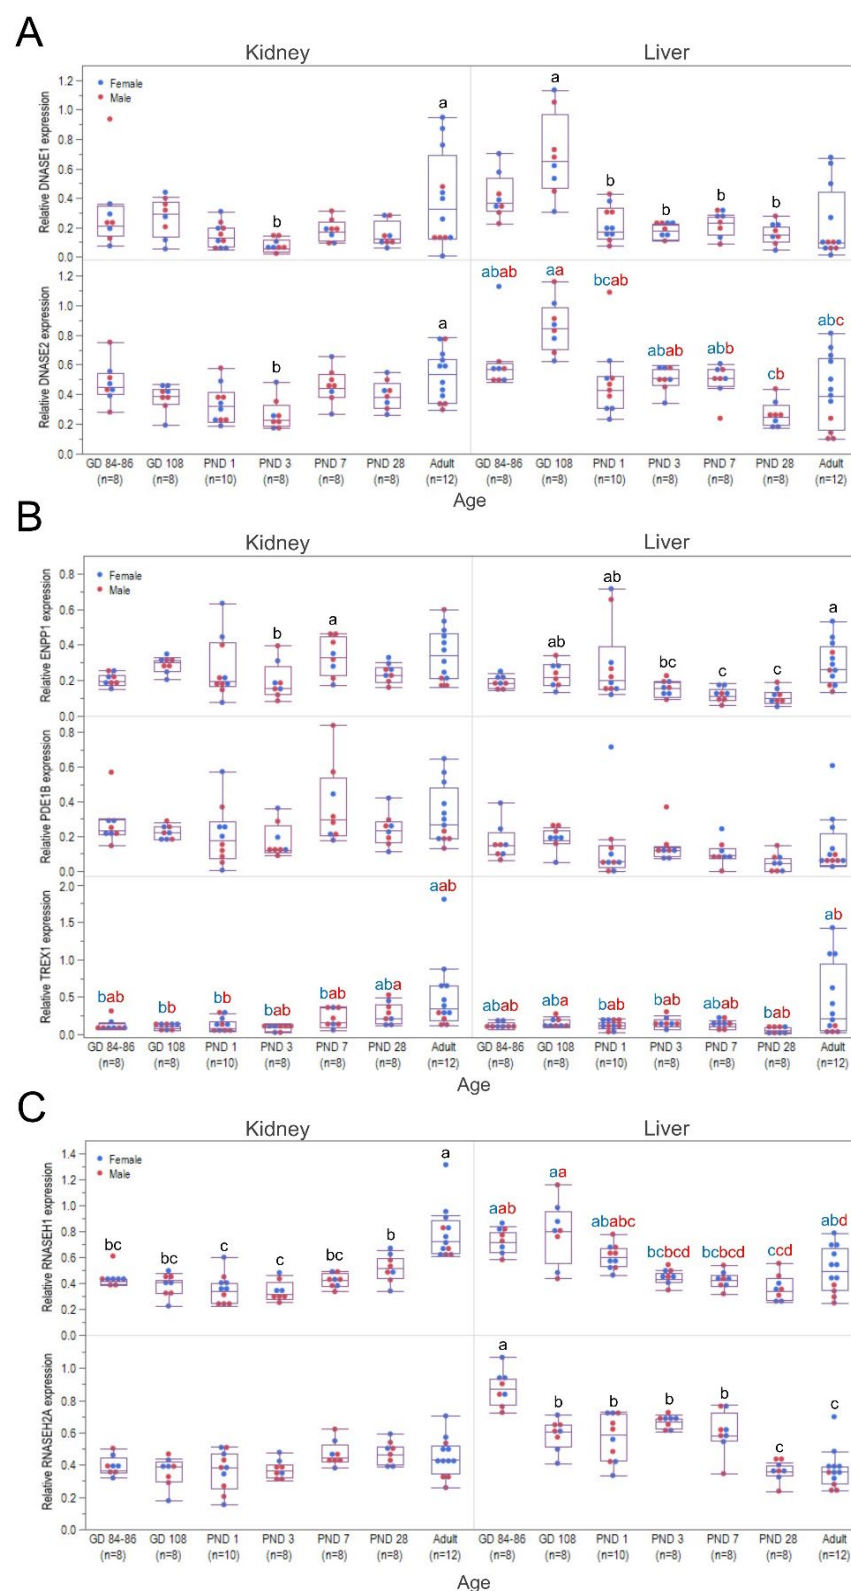 A
Kidney Liver
Female
Male
Relative DNASE1 expression
1.2
1.0
0.8
0.6
0.4
0.2
0.0
b a a b b b b
Relative DNASE2 expression
1.2
1.0
0.8
0.6
0.4
0.2
0.0
b a abab aa bcab abab abb cb abc
GD 84-86 GD 108 PND 1 PND 3 PND 7 PND 28 Adult GD 84-86 GD 108 PND 1 PND 3 PND 7 PND 28 Adult
(n=8) (n=8) (n=10) (n=8) (n=8) (n=8) (n=12) (n=8) (n=8) (n=10) (n=8) (n=8) (n=8) (n=12)
Age
B
Kidney Liver
Female
Male
Relative ENPP1 expression
0.8
0.6
0.4
0.2
0.0
b a ab ab bc c c a
Relative PDE1B expression
0.8
0.6
0.4
0.2
0.0
Relative TREX1 expression
2.0
1.5
1.0
0.5
0.0
bab bb bb bab bab aba aab abab aba bab bab abab bab ab
GD 84-86 GD 108 PND 1 PND 3 PND 7 PND 28 Adult GD 84-86 GD 108 PND 1 PND 3 PND 7 PND 28 Adult
(n=8) (n=8) (n=10) (n=8) (n=8) (n=8) (n=12) (n=8) (n=8) (n=10) (n=8) (n=8) (n=8) (n=12)
Age
C
Kidney Liver
Female
Male
Relative RNASEH1 expression
1.4
1.2
1.0
0.8
0.6
0.4
0.2
0.0
bc bc c c bc b a aab aa ababc bcbcd bcbcd ccd abd
Relative RNASEH2A expression
1.0
0.8
0.6
0.4
0.2
0.0
a b b b b c c
GD 84-86 GD 108 PND 1 PND 3 PND 7 PND 28 Adult GD 84-86 GD 108 PND 1 PND 3 PND 7 PND 28 Adult
(n=8) (n=8) (n=10) (n=8) (n=8) (n=8) (n=12) (n=8) (n=8) (n=10) (n=8) (n=8) (n=8) (n=12)
Age